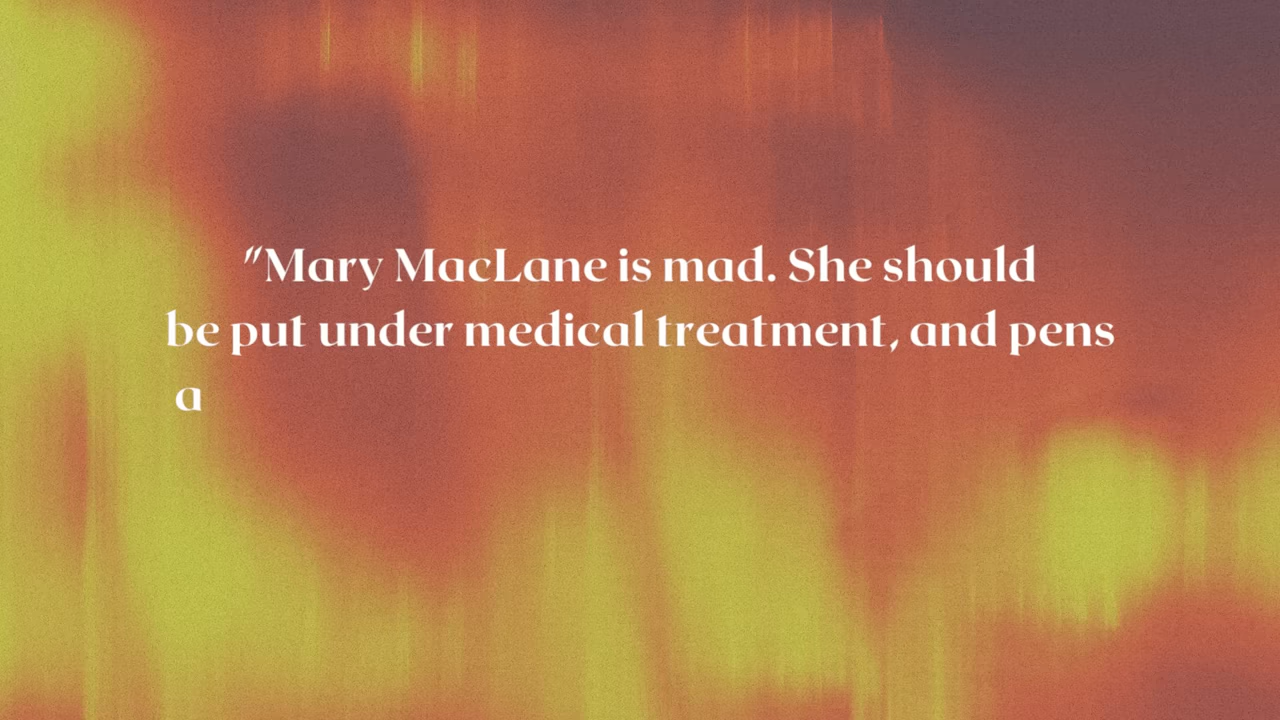 "Mary MacLane is mad. She should
be put under medical treatment, and pens
a